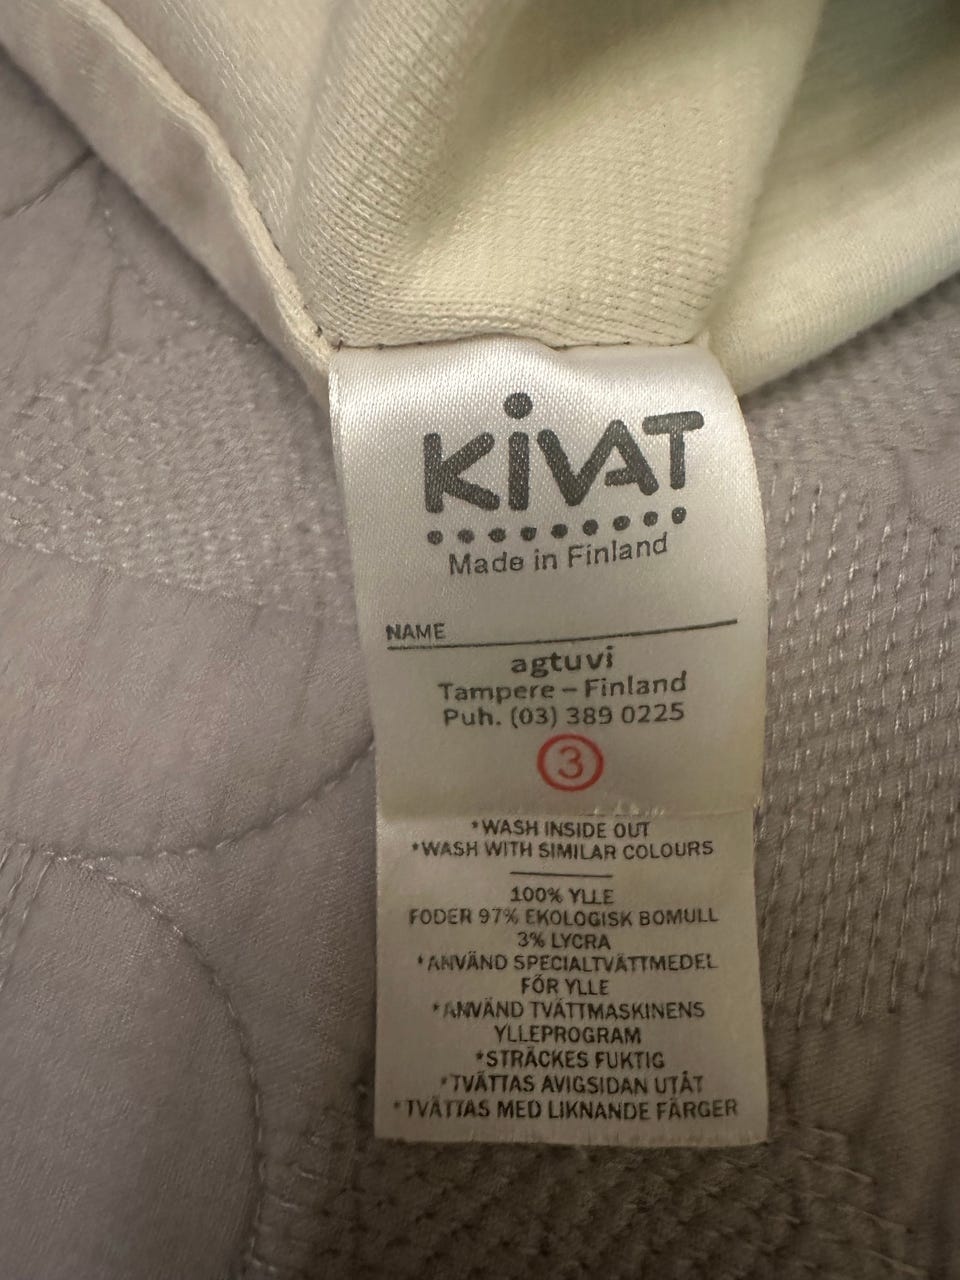 KiVAT
Made in Finland
NAME
agtuvi
Tampere – Finland
Puh. (03) 389 0225
3
*WASH INSIDE OUT
*WASH WITH SIMILAR COLOURS
100% YLLE
FODER 97% EKOLOGISK BOMULL
3% LYCRA
*ANVÄND SPECIALTVÄTTMEDEL
FÖR YLLE
*ANVÄND TVÄTTMASKINENS
YLLEPROGRAM
*STRÄCKES FUKTIG
*TVÄTTAS AVIGSIDAN UTÅT
*TVÄTTAS MED LIKNANDE FÄRGER